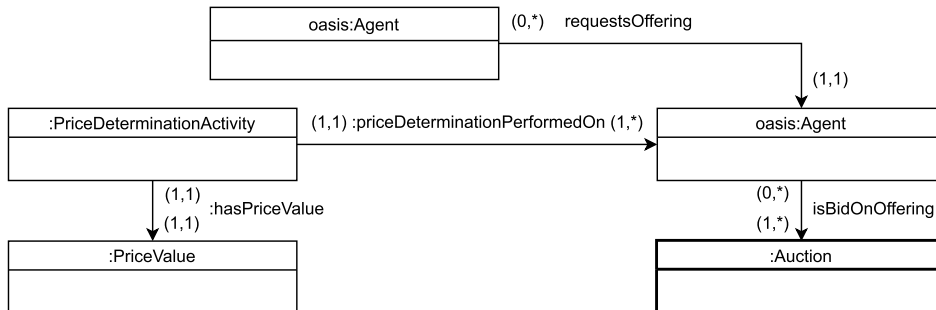 oasis:Agent
(0,*) requestsOffering
(1,1)
:PriceDeterminationActivity
(1,1) :priceDeterminationPerformedOn (1,*)
oasis:Agent
(1,1)
:hasPriceValue
(1,1)
(0,*)
isBidOnOffering
(1,*)
:PriceValue
:Auction